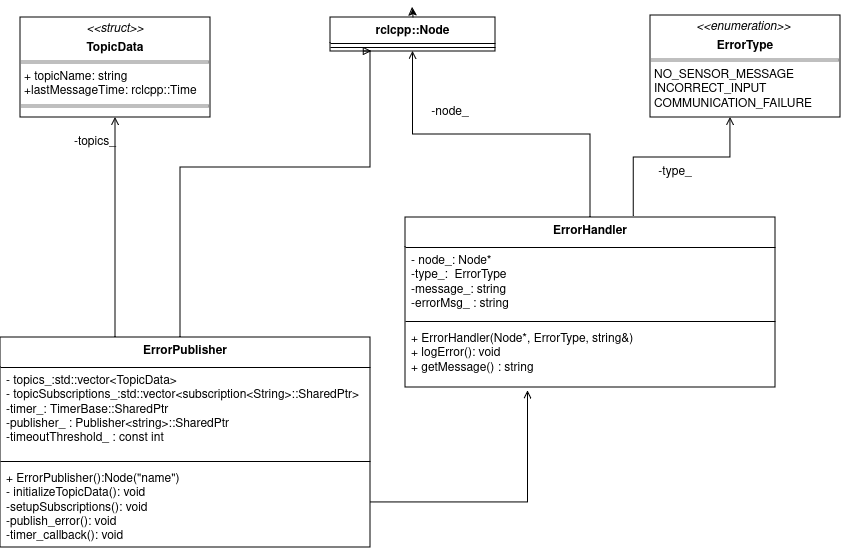 <<struct>>
TopicData
+ topicName: string
+lastMessageTime: rclcpp::Time
rclcpp::Node
<<enumeration>>
ErrorType
NO_SENSOR_MESSAGE
INCORRECT_INPUT
COMMUNICATION_FAILURE
-topics_
-node_
-type_
ErrorHandler
- node_: Node*
-type_: ErrorType
-message_: string
-errorMsg_ : string
+ ErrorHandler(Node*, ErrorType, string&)
+ logError(): void
+ getMessage() : string
ErrorPublisher
- topics_:std::vector<TopicData>
- topicSubscriptions_:std::vector<subscription<String>::SharedPtr>
-timer_: TimerBase::SharedPtr
-publisher_ : Publisher<string>::SharedPtr
-timeoutThreshold_ : const int
+ ErrorPublisher():Node("name")
- initializeTopicData(): void
-setupSubscriptions(): void
-publish_error(): void
-timer_callback(): void